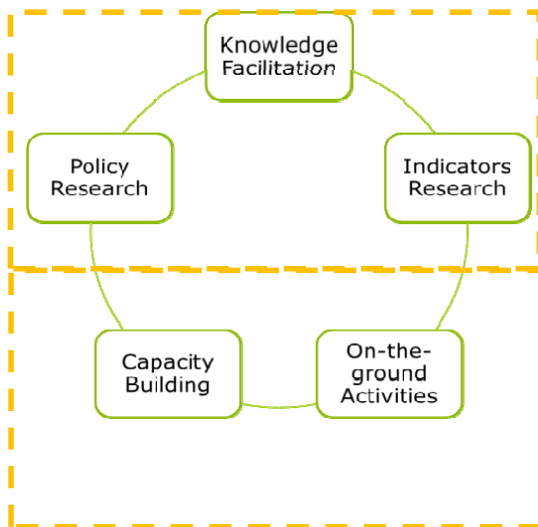 Knowledge
Facilitation
Policy
Research
Indicators
Research
Capacity
Building
On-the-
ground
Activities